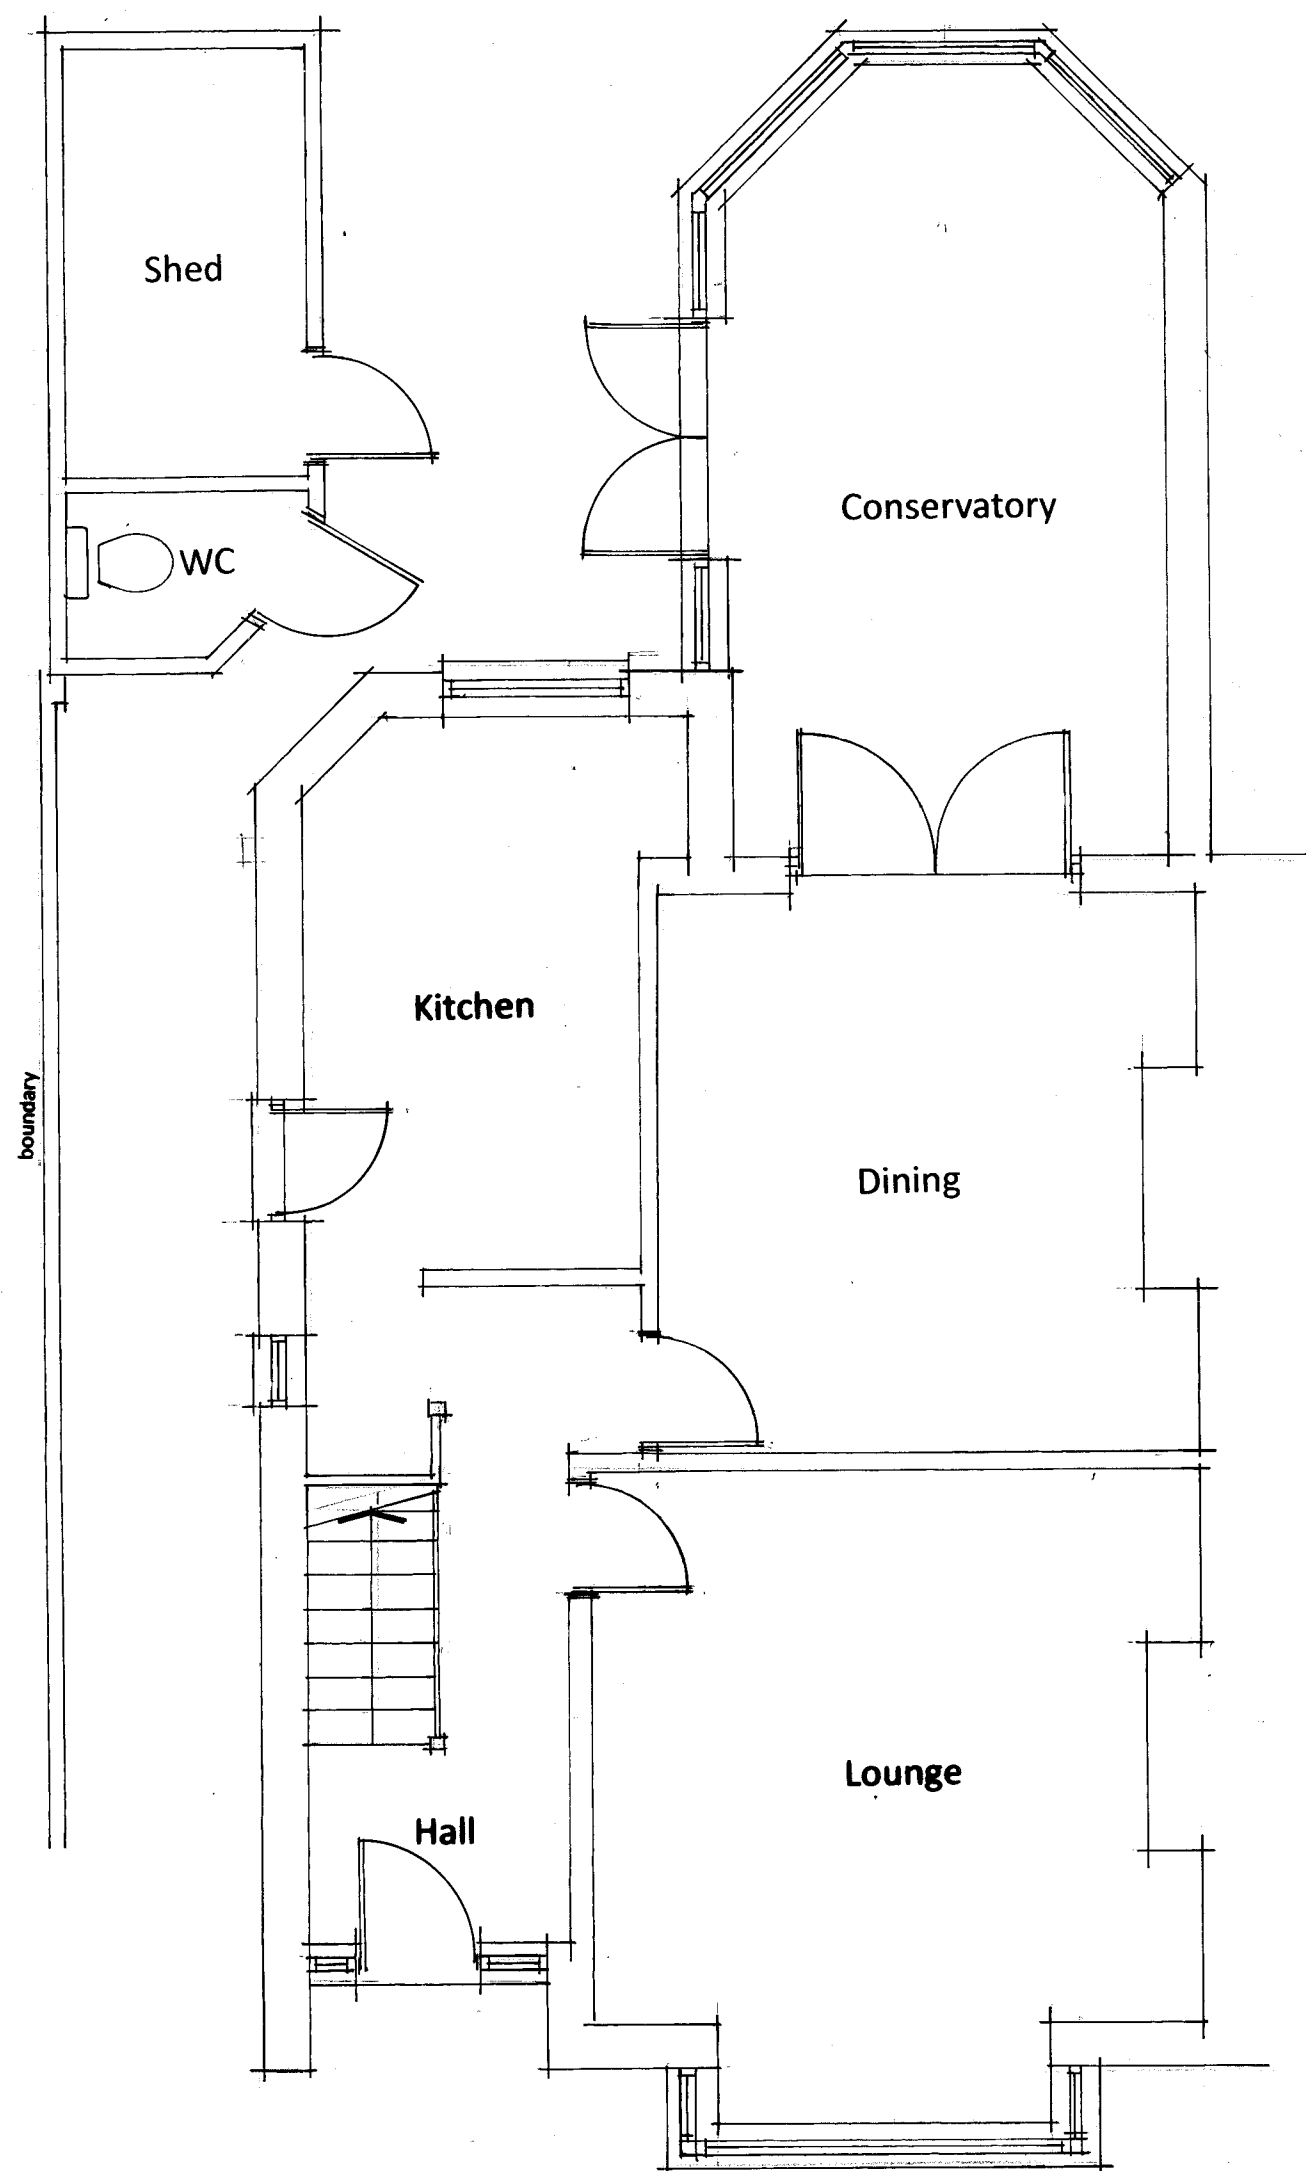 Shed
Conservatory
WC
Kitchen
boundary
Dining
Lounge
Hall